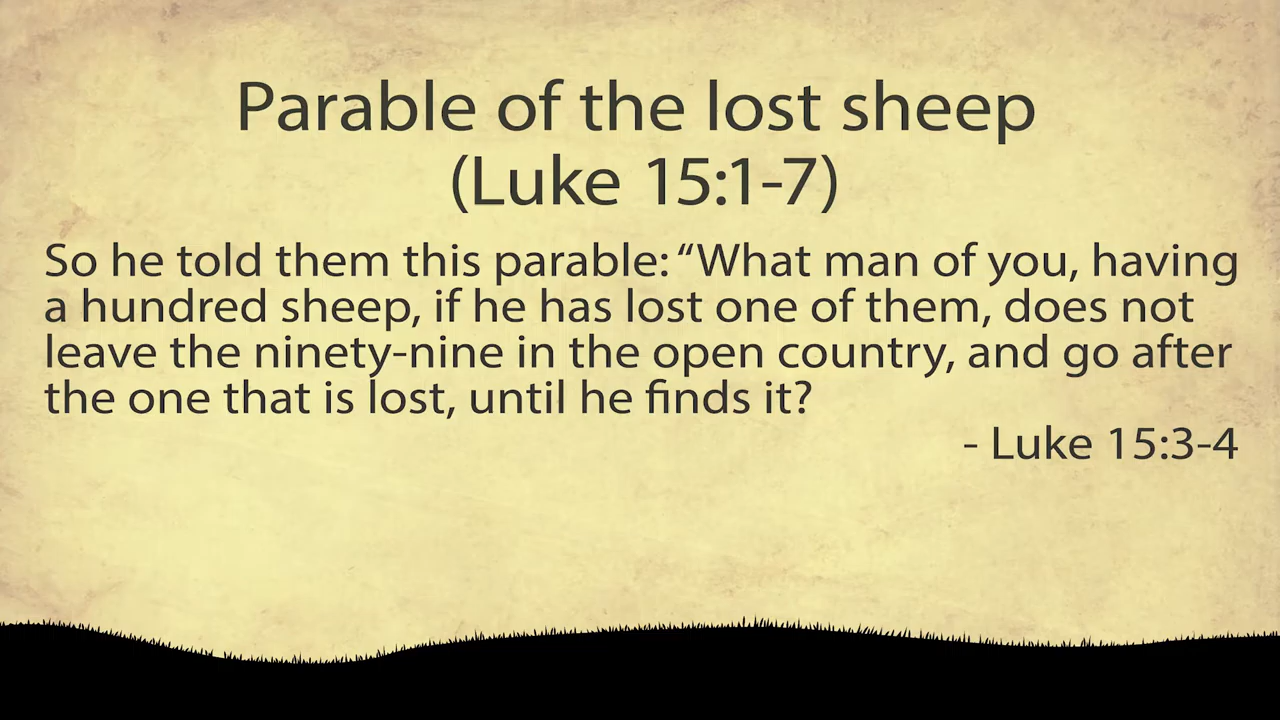 Parable of the lost sheep
(Luke 15:1-7)
So he told them this parable: “What man of you, having
a hundred sheep, if he has lost one of them, does not
leave the ninety-nine in the open country, and go after
the one that is lost, until he finds it?
- Luke 15:3-4